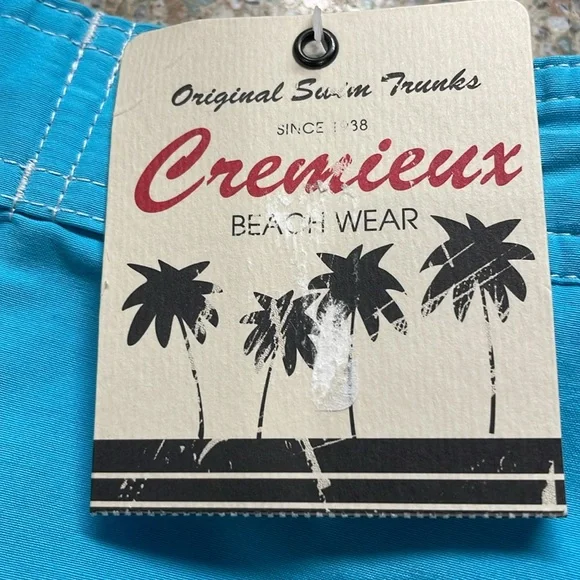 Original Swim Trunks
SINCE 1938
Cremieux
BEACH WEAR